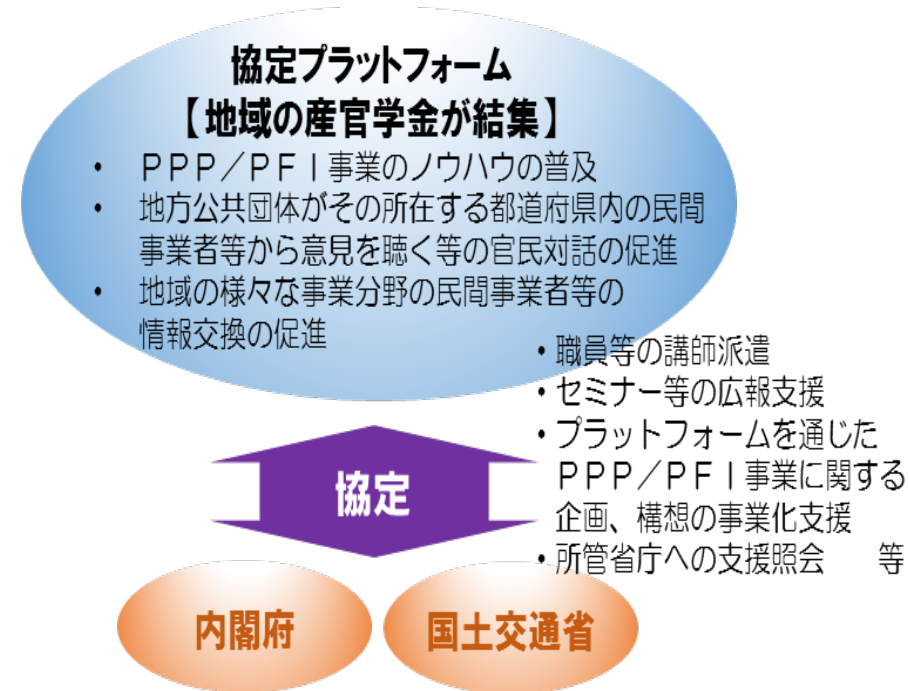 協定プラットフォーム
【地域の産官学金が結集】
・ ＰＰＰ／ＰＦＩ事業のノウハウの普及
・ 地方公共団体がその所在する都道府県内の民間
事業者等から意見を聴く等の官民対話の促進
・ 地域の様々な事業分野の民間事業者等の
情報交換の促進
・職員等の講師派遣
・セミナー等の広報支援
・プラットフォームを通じた
ＰＰＰ／ＰＦＩ事業に関する
企画、構想の事業化支援
・所管省庁への支援照会　等
協定
内閣府
国土交通省